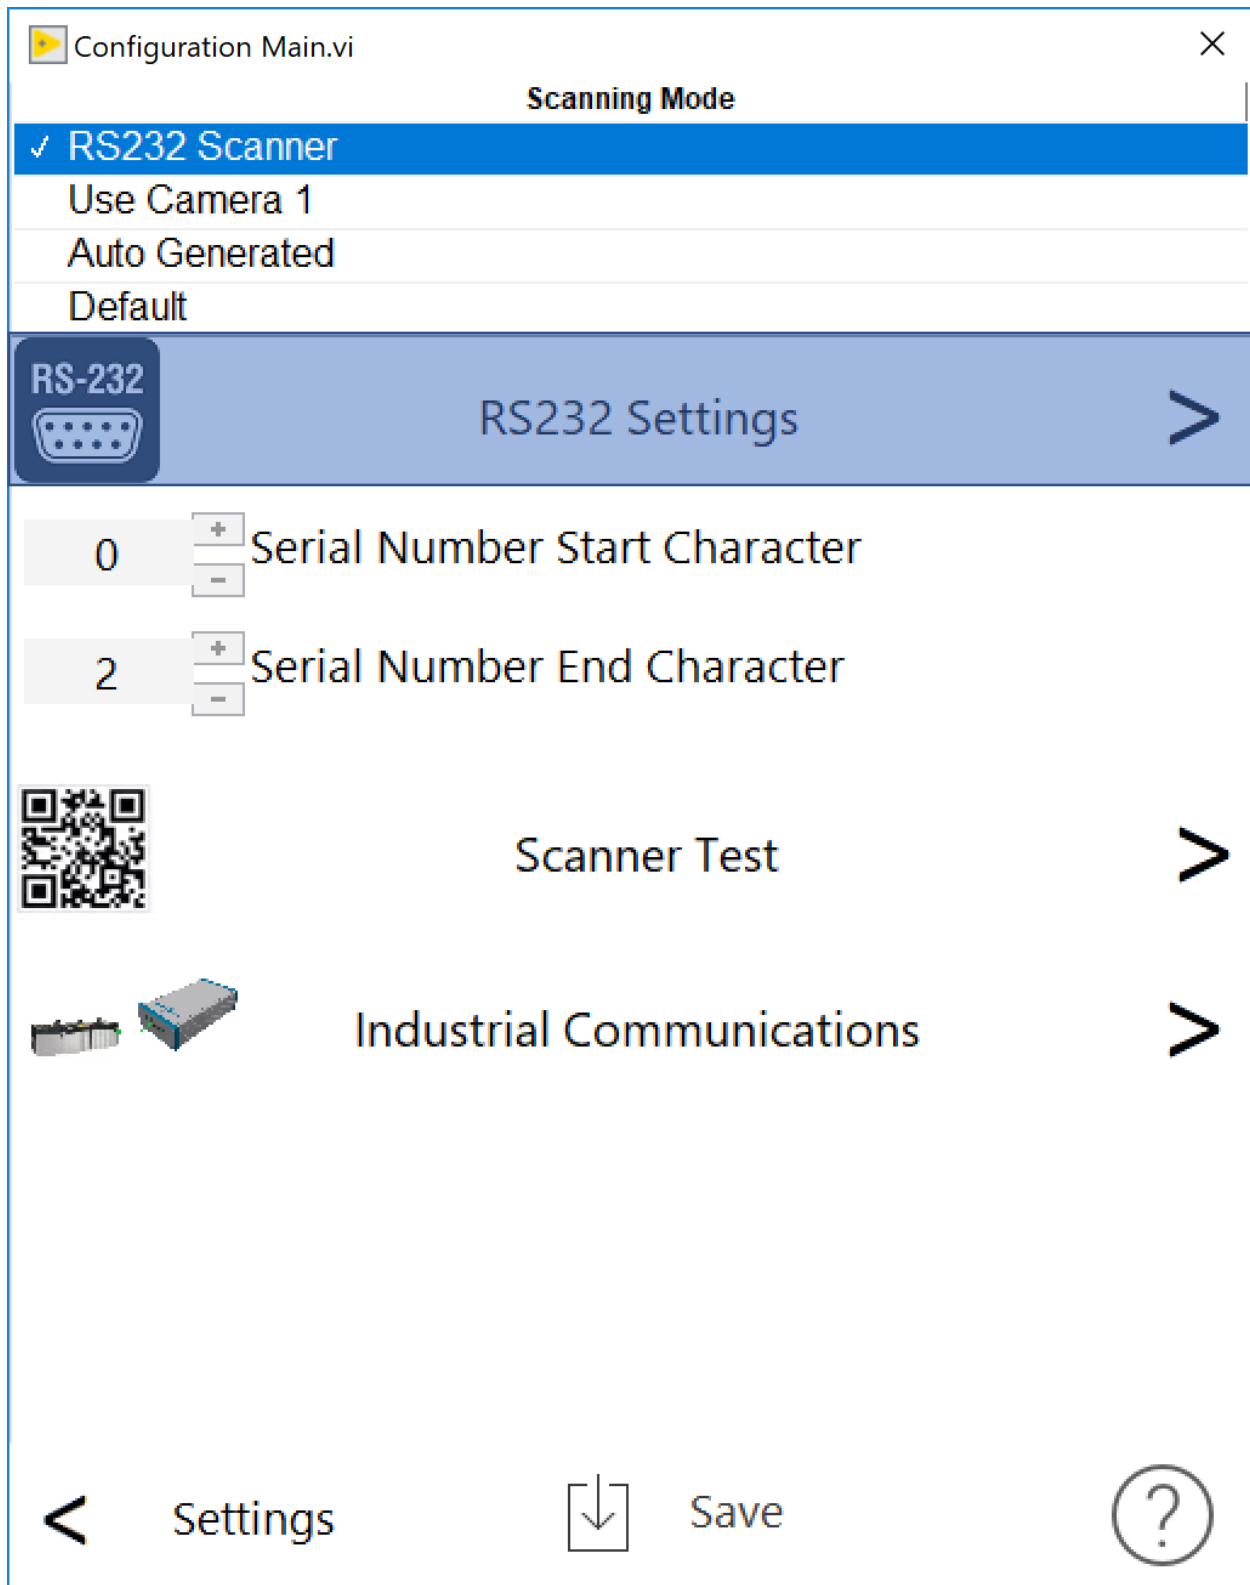 Configuration Main.vi
Scanning Mode
✓ RS232 Scanner
Use Camera 1
Auto Generated
Default
RS-232
RS232 Settings >
0 + - Serial Number Start Character
2 + - Serial Number End Character
Scanner Test >
Industrial Communications >
< Settings Save ?